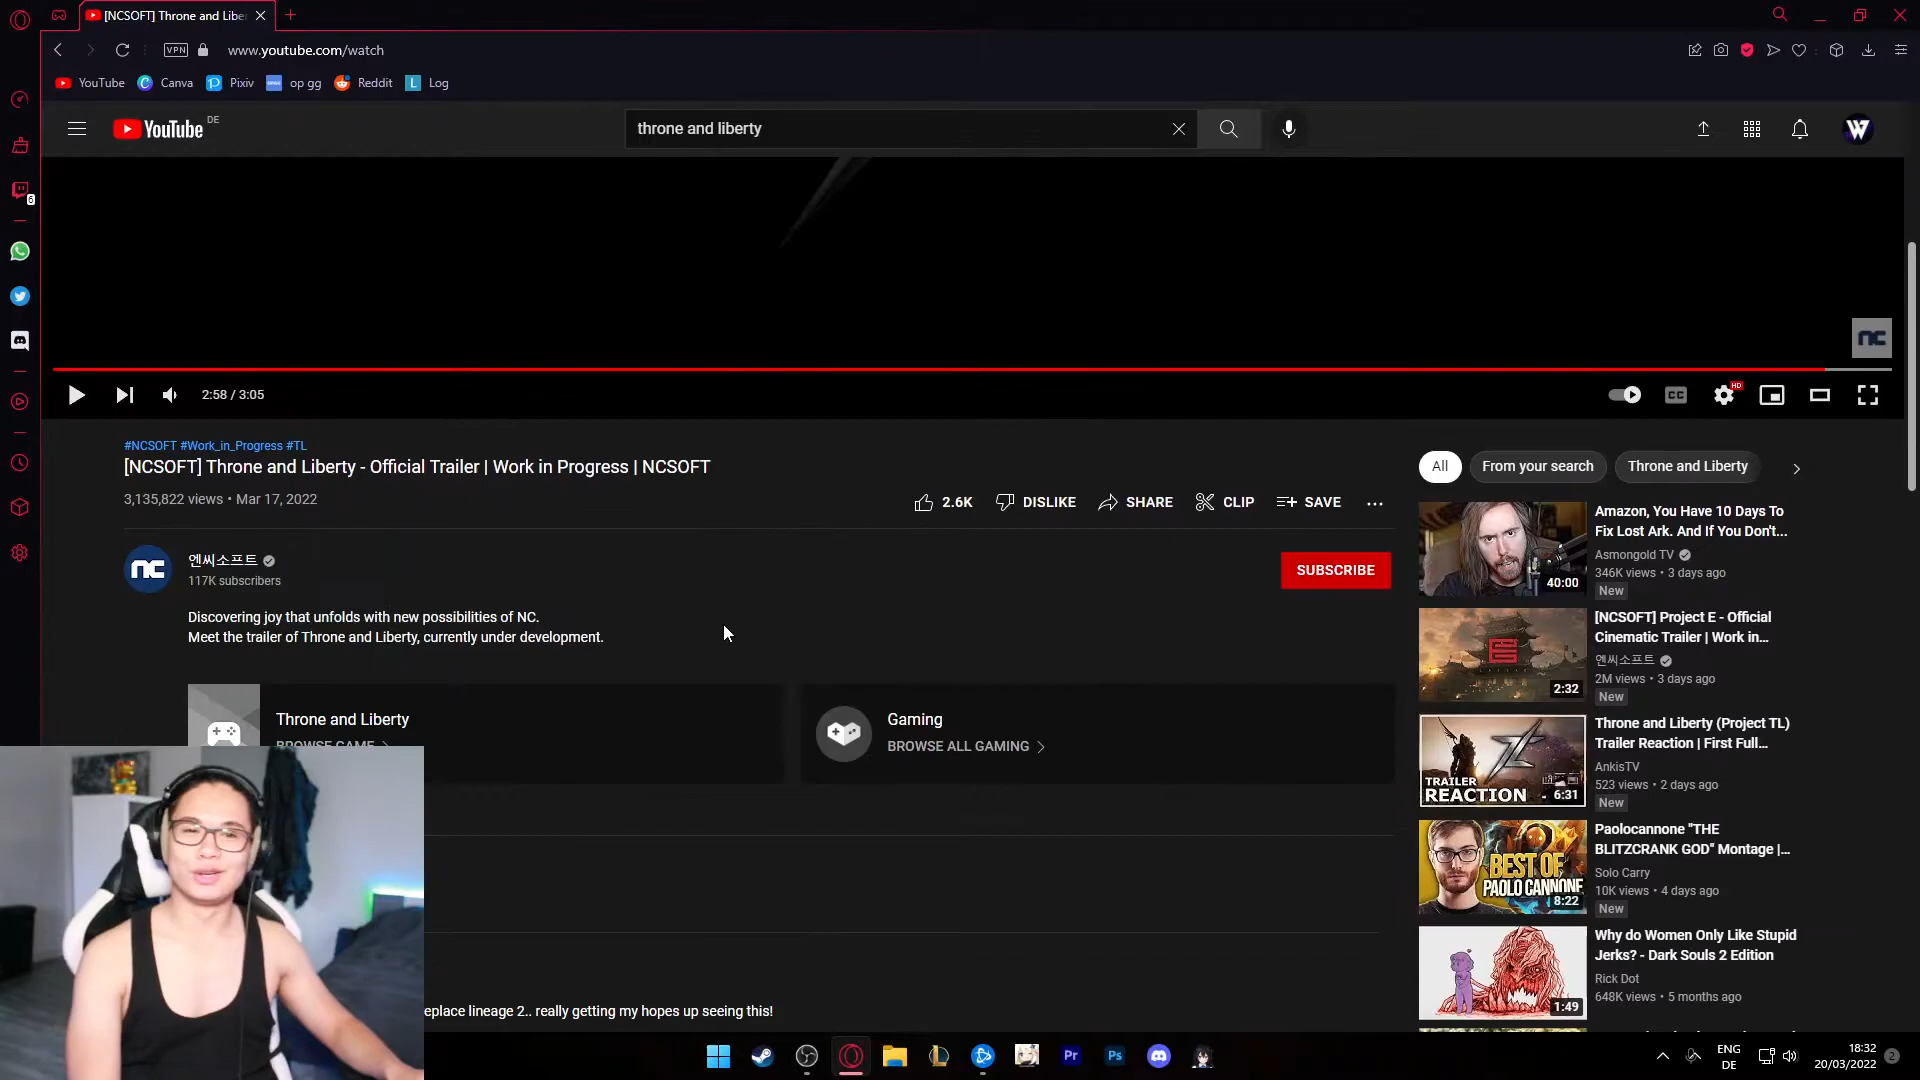 [NCSOFT] Throne and Liber
VPN
www.youtube.com/watch
YouTube
Canva
Pixiv
op gg
Reddit
Log
YouTube DE
throne and liberty
W
6
nc
2:58 / 3:05
CC
HD
#NCSOFT #Work_in_Progress #TL
[NCSOFT] Throne and Liberty - Official Trailer | Work in Progress | NCSOFT
3,135,822 views • Mar 17, 2022
2.6K
DISLIKE
SHARE
CLIP
SAVE
nc
엔씨소프트
117K subscribers
SUBSCRIBE
Discovering joy that unfolds with new possibilities of NC.
Meet the trailer of Throne and Liberty, currently under development.
Throne and Liberty
BROWSE GAME
Gaming
BROWSE ALL GAMING
eplace lineage 2.. really getting my hopes up seeing this!
All
From your search
Throne and Liberty
40:00
Amazon, You Have 10 Days To
Fix Lost Ark. And If You Don't...
Asmongold TV
346K views • 3 days ago
New
2:32
[NCSOFT] Project E - Official
Cinematic Trailer | Work in...
엔씨소프트
2M views • 3 days ago
New
TRAILER
REACTION
6:31
Throne and Liberty (Project TL)
Trailer Reaction | First Full...
AnkisTV
523 views • 2 days ago
New
BEST OF
PAOLO CANNONE
8:22
Paolocannone "THE
BLITZCRANK GOD" Montage |...
Solo Carry
10K views • 4 days ago
New
1:49
Why do Women Only Like Stupid
Jerks? - Dark Souls 2 Edition
Rick Dot
648K views • 5 months ago
Pr
Ps
ENG
DE
18:32
20/03/2022
2